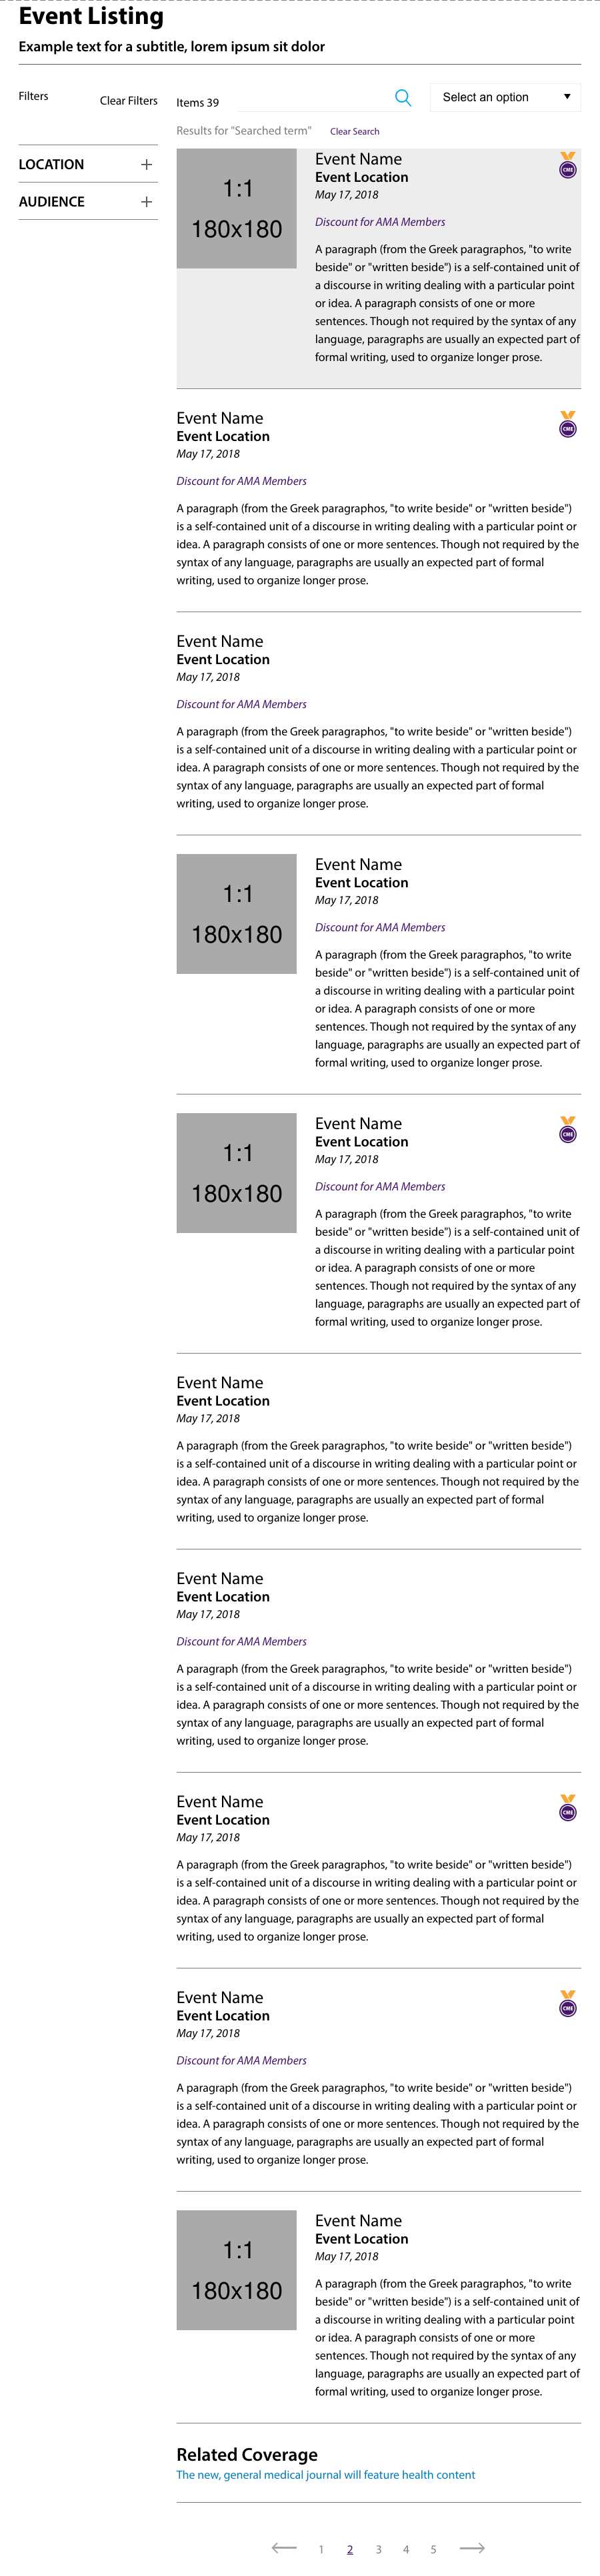 Event Listing
Example text for a subtitle, lorem ipsum sit dolor
Filters
Clear Filters
LOCATION
AUDIENCE
Items 39
Select an option
Results for "Searched term"
Clear Search
1:1
180x180
Event Name
CME
Event Location
May 17, 2018
Discount for AMA Members
A paragraph (from the Greek paragraphos, "to write
beside" or "written beside") is a self-contained unit of
a discourse in writing dealing with a particular point
or idea. A paragraph consists of one or more
sentences. Though not required by the syntax of any
language, paragraphs are usually an expected part of
formal writing, used to organize longer prose.
Event Name
CME
Event Location
May 17, 2018
Discount for AMA Members
A paragraph (from the Greek paragraphos, "to write beside" or "written beside")
is a self-contained unit of a discourse in writing dealing with a particular point or
idea. A paragraph consists of one or more sentences. Though not required by the
syntax of any language, paragraphs are usually an expected part of formal
writing, used to organize longer prose.
Event Name
Event Location
May 17, 2018
Discount for AMA Members
A paragraph (from the Greek paragraphos, "to write beside" or "written beside")
is a self-contained unit of a discourse in writing dealing with a particular point or
idea. A paragraph consists of one or more sentences. Though not required by the
syntax of any language, paragraphs are usually an expected part of formal
writing, used to organize longer prose.
1:1
180x180
Event Name
Event Location
May 17, 2018
Discount for AMA Members
A paragraph (from the Greek paragraphos, "to write
beside" or "written beside") is a self-contained unit of
a discourse in writing dealing with a particular point
or idea. A paragraph consists of one or more
sentences. Though not required by the syntax of any
language, paragraphs are usually an expected part of
formal writing, used to organize longer prose.
1:1
180x180
Event Name
CME
Event Location
May 17, 2018
Discount for AMA Members
A paragraph (from the Greek paragraphos, "to write
beside" or "written beside") is a self-contained unit of
a discourse in writing dealing with a particular point
or idea. A paragraph consists of one or more
sentences. Though not required by the syntax of any
language, paragraphs are usually an expected part of
formal writing, used to organize longer prose.
Event Name
Event Location
May 17, 2018
A paragraph (from the Greek paragraphos, "to write beside" or "written beside")
is a self-contained unit of a discourse in writing dealing with a particular point or
idea. A paragraph consists of one or more sentences. Though not required by the
syntax of any language, paragraphs are usually an expected part of formal
writing, used to organize longer prose.
Event Name
Event Location
May 17, 2018
Discount for AMA Members
A paragraph (from the Greek paragraphos, "to write beside" or "written beside")
is a self-contained unit of a discourse in writing dealing with a particular point or
idea. A paragraph consists of one or more sentences. Though not required by the
syntax of any language, paragraphs are usually an expected part of formal
writing, used to organize longer prose.
Event Name
CME
Event Location
May 17, 2018
A paragraph (from the Greek paragraphos, "to write beside" or "written beside")
is a self-contained unit of a discourse in writing dealing with a particular point or
idea. A paragraph consists of one or more sentences. Though not required by the
syntax of any language, paragraphs are usually an expected part of formal
writing, used to organize longer prose.
Event Name
CME
Event Location
May 17, 2018
Discount for AMA Members
A paragraph (from the Greek paragraphos, "to write beside" or "written beside")
is a self-contained unit of a discourse in writing dealing with a particular point or
idea. A paragraph consists of one or more sentences. Though not required by the
syntax of any language, paragraphs are usually an expected part of formal
writing, used to organize longer prose.
1:1
180x180
Event Name
Event Location
May 17, 2018
A paragraph (from the Greek paragraphos, "to write
beside" or "written beside") is a self-contained unit of
a discourse in writing dealing with a particular point
or idea. A paragraph consists of one or more
sentences. Though not required by the syntax of any
language, paragraphs are usually an expected part of
formal writing, used to organize longer prose.
Related Coverage
The new, general medical journal will feature health content
1 2 3 4 5